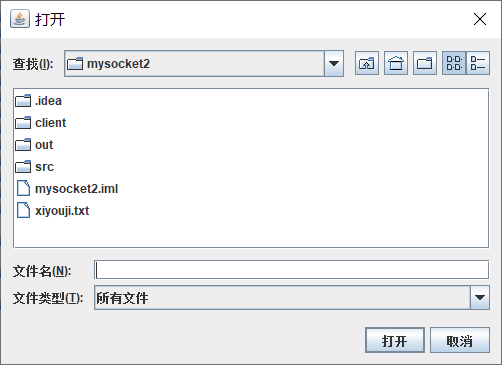 打开
查找(I): mysocket2
.idea
client
out
src
mysocket2.iml
xiyouji.txt
文件名(N):
文件类型(T): 所有文件
打开 取消